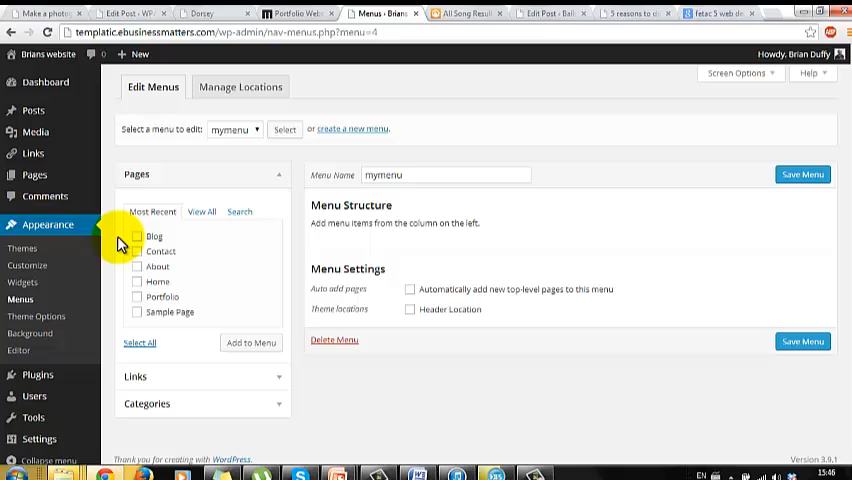 Make a photog
Edit Post - WPA
Dorsey
Portfolio Webs
Menus ‹ Brians
All Song Result
Edit Post ‹ Ball
5 reasons to di
fetac 5 web de
templatic.ebusinessmatters.com/wp-admin/nav-menus.php?menu=4
Brians website 0 + New Howdy, Brian Duffy
Screen Options Help
Dashboard
Posts
Media
Links
Pages
Comments
Appearance
Themes
Customize
Widgets
Menus
Theme Options
Background
Editor
Plugins
Users
Tools
Settings
Collapse menu
Edit Menus Manage Locations
Select a menu to edit: mymenu Select or create a new menu.
Pages
Most Recent View All Search
Blog
Contact
About
Home
Portfolio
Sample Page
Select All Add to Menu
Links
Categories
Menu Name mymenu Save Menu
Menu Structure
Add menu items from the column on the left.
Menu Settings
Auto add pages Automatically add new top-level pages to this menu
Theme locations Header Location
Delete Menu Save Menu
Thank you for creating with WordPress. Version 3.9.1
EN 15:46